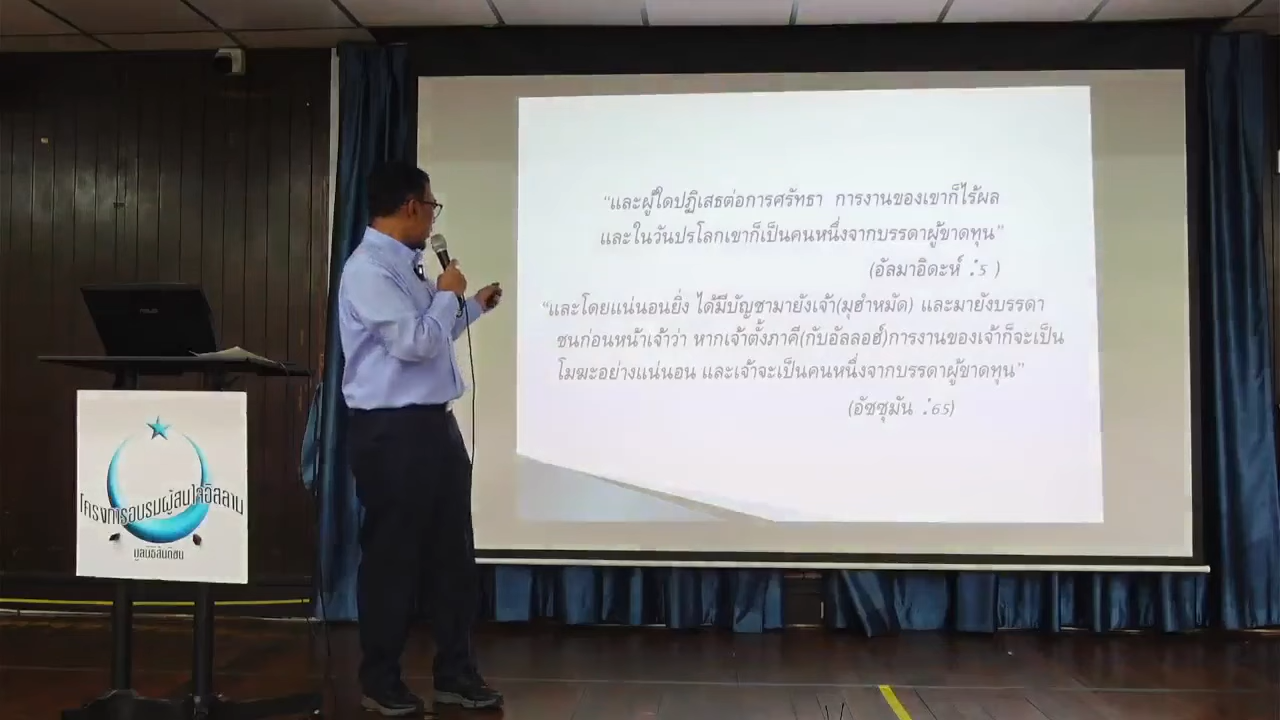 “และผู้ใดปฏิเสธต่อการศรัทธา การงานของเขาก็ไร้ผล
และในวันปรโลกเขาก็เป็นคนหนึ่งจากบรรดาผู้ขาดทุน”
(อัลมาอิดะห์ :5 )
“และโดยแน่นอนยิ่ง ได้มีบัญชามายังเจ้า(มุฮำหมัด) และมายังบรรดา
ชนก่อนหน้าเจ้าว่า หากเจ้าตั้งภาคี(กับอัลลอฮ์)การงานของเจ้าก็จะเป็น
โมฆะอย่างแน่นอน และเจ้าจะเป็นคนหนึ่งจากบรรดาผู้ขาดทุน”
(อัซซุมัน :65)
โครงการอบรมผู้สนใจอิสลาม
มูลนิธิสันติชน